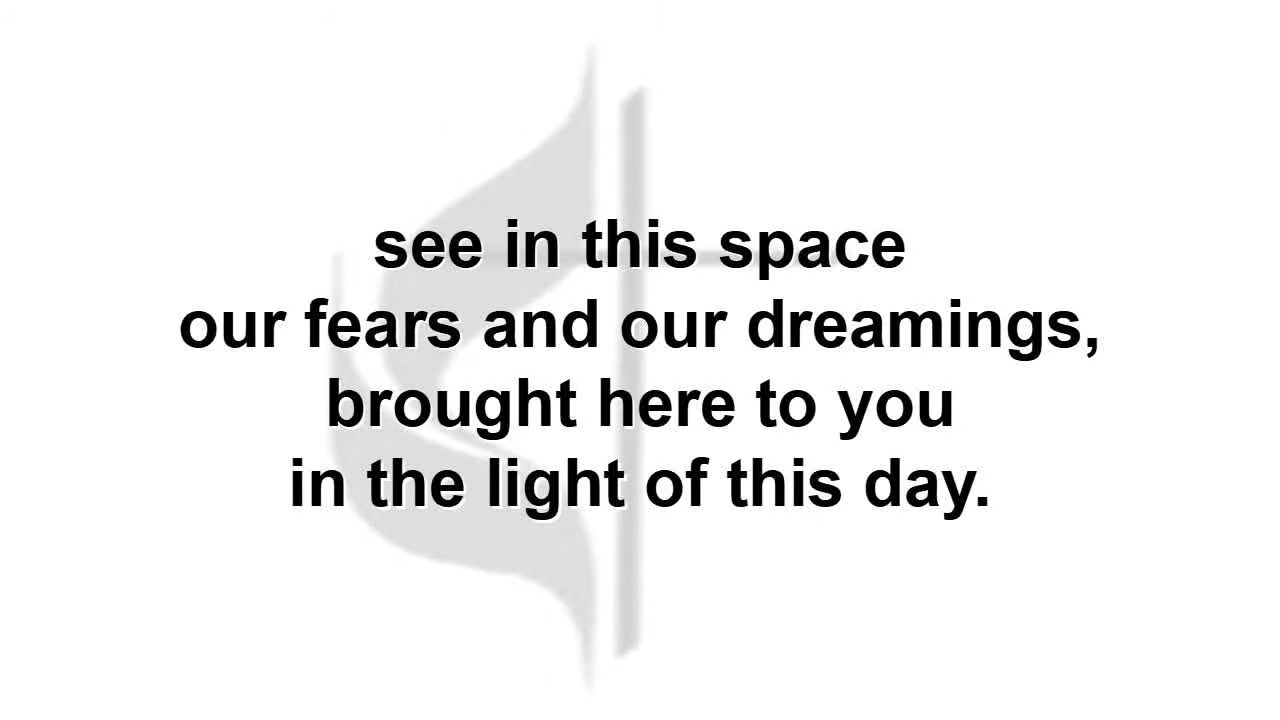 see in this space
our fears and our dreamings,
brought here to you
in the light of this day.